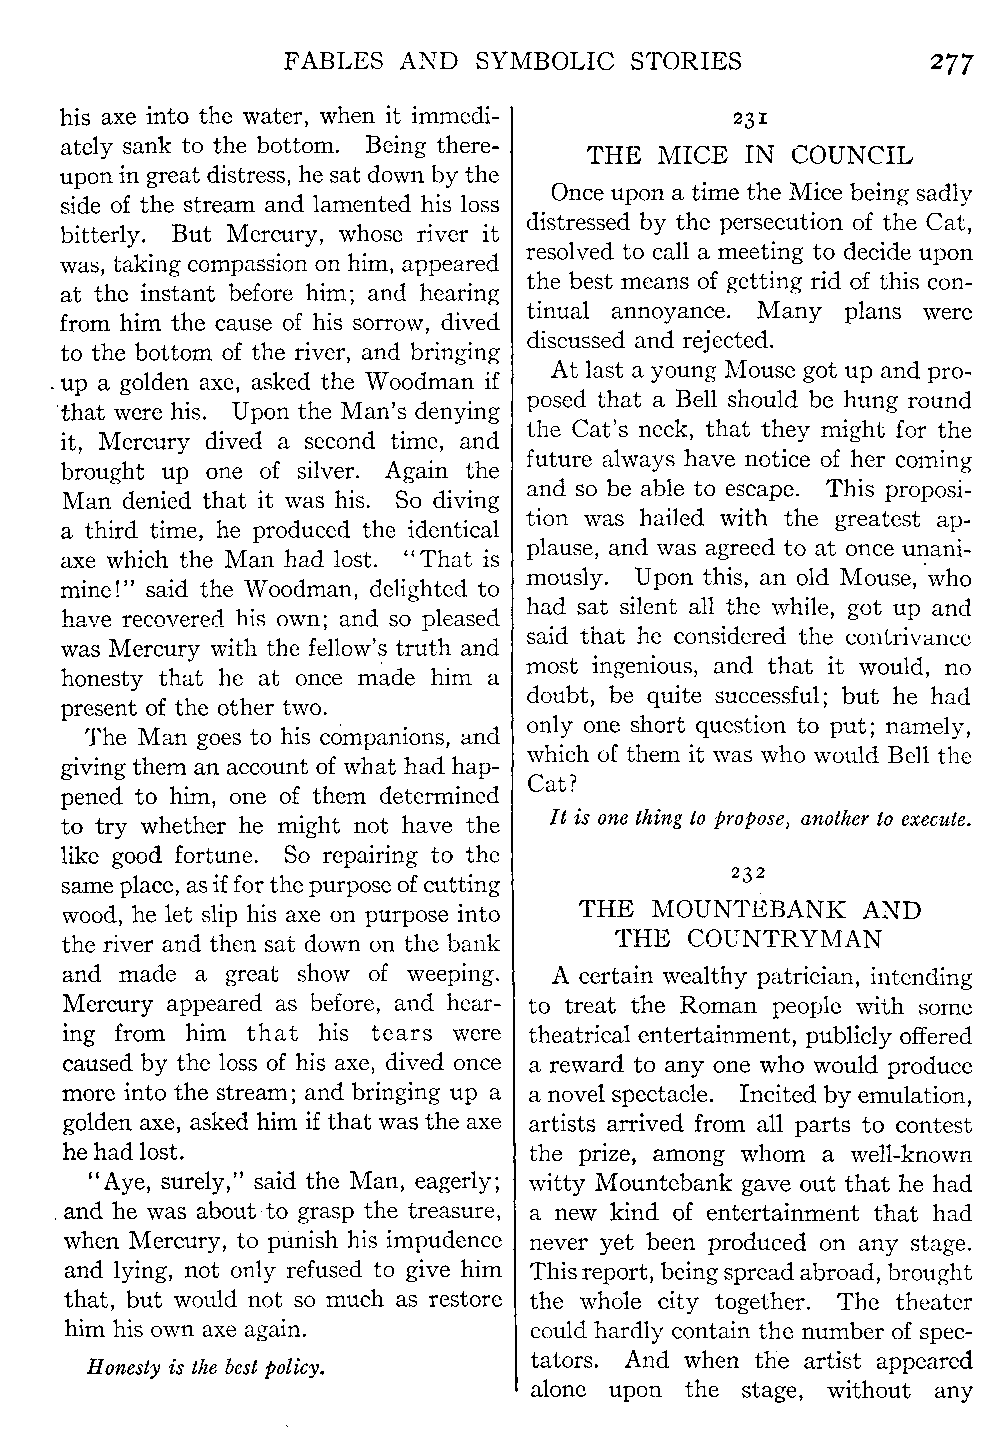 FABLES AND SYMBOLIC STORIES 277
his axe into the water, when it immedi-
ately sank to the bottom. Being there-
upon in great distress, he sat down by the
side of the stream and lamented his loss
bitterly. But Mercury, whose river it
was, taking compassion on him, appeared
at the instant before him; and hearing
from him the cause of his sorrow, dived
to the bottom of the river, and bringing
up a golden axe, asked the Woodman if
that were his. Upon the Man's denying
it, Mercury dived a second time, and
brought up one of silver. Again the
Man denied that it was his. So diving
a third time, he produced the identical
axe which the Man had lost. "That is
mine!" said the Woodman, delighted to
have recovered his own; and so pleased
was Mercury with the fellow's truth and
honesty that he at once made him a
present of the other two.
The Man goes to his companions, and
giving them an account of what had hap-
pened to him, one of them determined
to try whether he might not have the
like good fortune. So repairing to the
same place, as if for the purpose of cutting
wood, he let slip his axe on purpose into
the river and then sat down on the bank
and made a great show of weeping.
Mercury appeared as before, and hear-
ing from him that his tears were
caused by the loss of his axe, dived once
more into the stream; and bringing up a
golden axe, asked him if that was the axe
he had lost.
"Aye, surely," said the Man, eagerly;
and he was about to grasp the treasure,
when Mercury, to punish his impudence
and lying, not only refused to give him
that, but would not so much as restore
him his own axe again.
Honesty is the best policy.
231
THE MICE IN COUNCIL
Once upon a time the Mice being sadly
distressed by the persecution of the Cat,
resolved to call a meeting to decide upon
the best means of getting rid of this con-
tinual annoyance. Many plans were
discussed and rejected.
At last a young Mouse got up and pro-
posed that a Bell should be hung round
the Cat's neck, that they might for the
future always have notice of her coming
and so be able to escape. This proposi-
tion was hailed with the greatest ap-
plause, and was agreed to at once unani-
mously. Upon this, an old Mouse, who
had sat silent all the while, got up and
said that he considered the contrivance
most ingenious, and that it would, no
doubt, be quite successful; but he had
only one short question to put; namely,
which of them it was who would Bell the
Cat?
It is one thing to propose, another to execute.
232
THE MOUNTEBANK AND
THE COUNTRYMAN
A certain wealthy patrician, intending
to treat the Roman people with some
theatrical entertainment, publicly offered
a reward to any one who would produce
a novel spectacle. Incited by emulation,
artists arrived from all parts to contest
the prize, among whom a well-known
witty Mountebank gave out that he had
a new kind of entertainment that had
never yet been produced on any stage.
This report, being spread abroad, brought
the whole city together. The theater
could hardly contain the number of spec-
tators. And when the artist appeared
alone upon the stage, without any